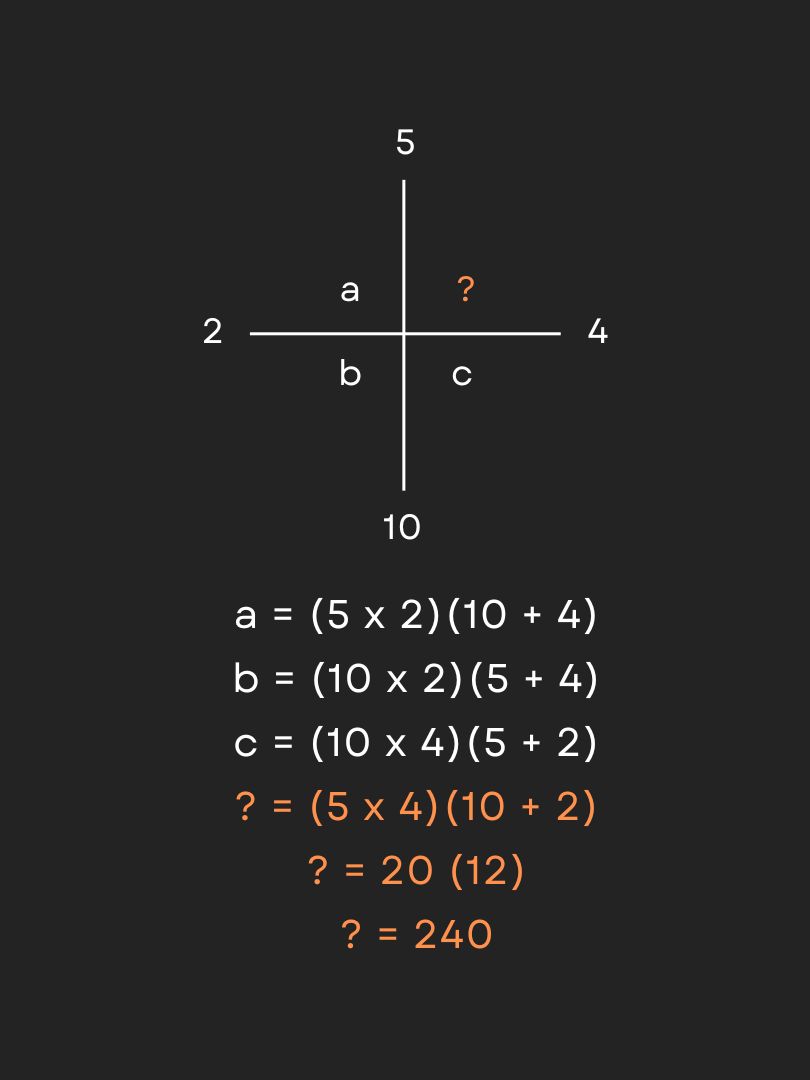 5
a ?
2 4
b c
10
a = (5 x 2)(10 + 4)
b = (10 x 2)(5 + 4)
c = (10 x 4)(5 + 2)
? = (5 x 4)(10 + 2)
? = 20 (12)
? = 240